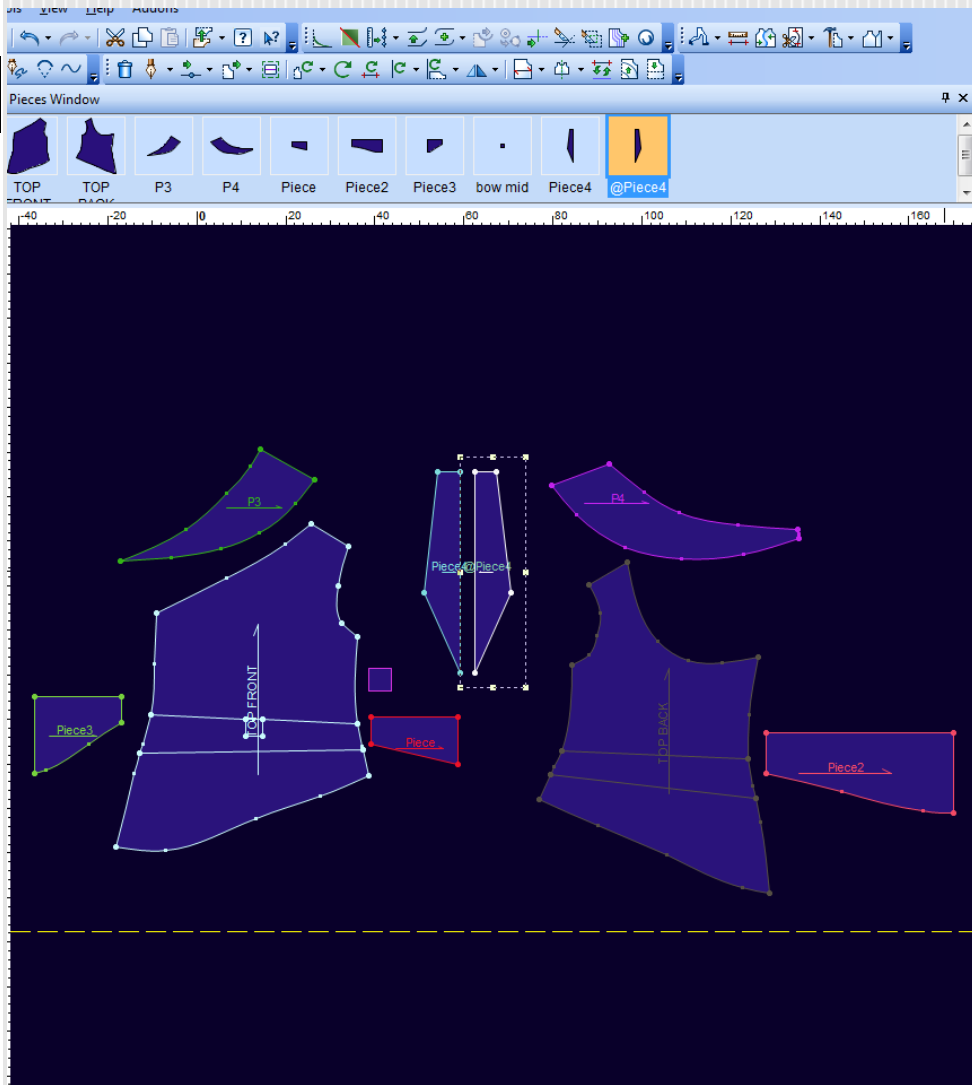 View Help Addons
Pieces Window
TOP FRONT
TOP BACK
P3
P4
Piece
Piece2
Piece3
bow mid
Piece4
@Piece4
-40 -20 0 20 40 60 80 100 120 140 160
P3
P4
Piece4
@Piece4
TOP FRONT
Piece3
Piece
TOP BACK
Piece2